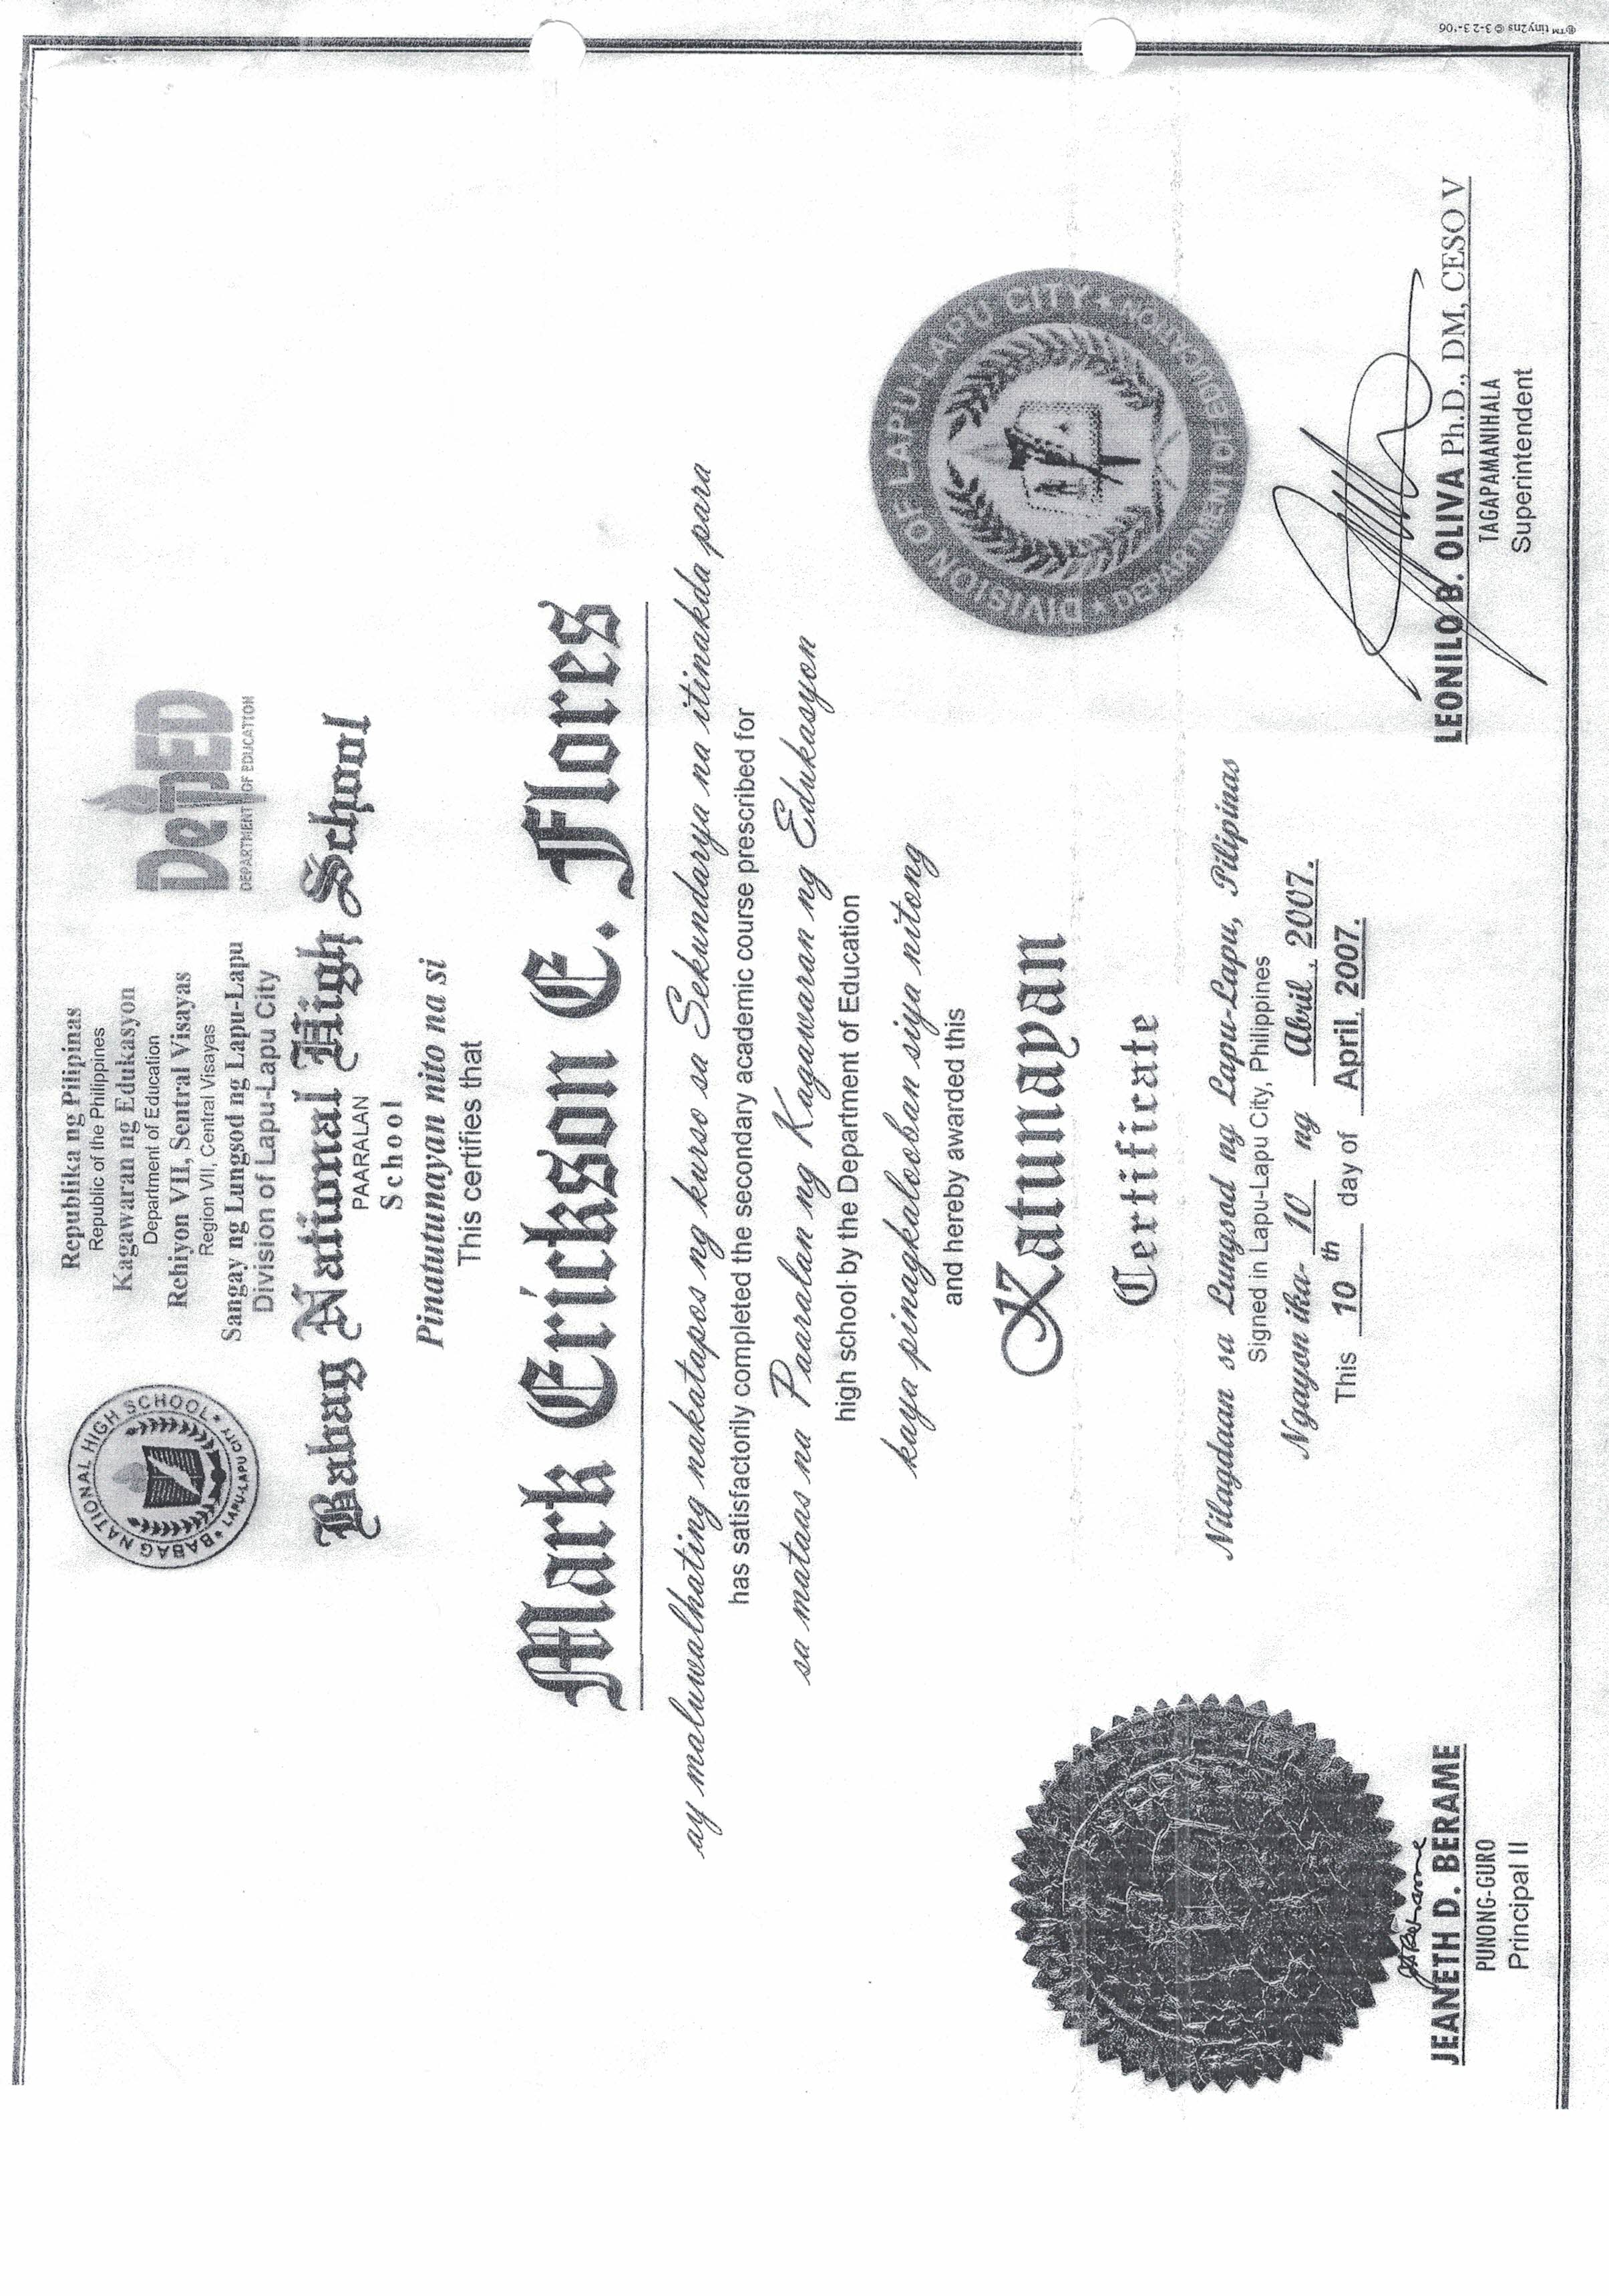 ®™ tiny2ns © 3-2-3-'06
BABAG NATIONAL HIGH SCHOOL
LAPU-LAPU CITY
Republika ng Pilipinas
Republic of the Philippines
Kagawaran ng Edukasyon
Department of Education
Rehiyon VII, Sentral Visayas
Region VII, Central Visayas
Sangay ng Lungsod ng Lapu-Lapu
Division of Lapu-Lapu City
DepED
DEPARTMENT OF EDUCATION
Babag National High School
PAARALAN
School
Pinatutunayan nito na si
This certifies that
Mark Erickson E. Flores
ay maluwalhating nakatapos ng kurso sa Sekundarya na itinakda para
has satisfactorily completed the secondary academic course prescribed for
sa mataas na Paaralan ng Kagawaran ng Edukasyon
high school by the Department of Education
kaya pinagkalooban siya nitong
and hereby awarded this
Katunayan
Certificate
Nilagdaan sa Lungsod ng Lapu-Lapu, Pilipinas
Signed in Lapu-Lapu City, Philippines
Ngayon ika- 10 ng Abril, 2007.
This 10th day of April, 2007.
DIVISION OF LAPU-LAPU CITY
DEPARTMENT OF EDUCATION
JEANETH D. BERAME
PUNONG-GURO
Principal II
LEONILO B. OLIVA Ph.D., DM, CESO V
TAGAPAMANIHALA
Superintendent